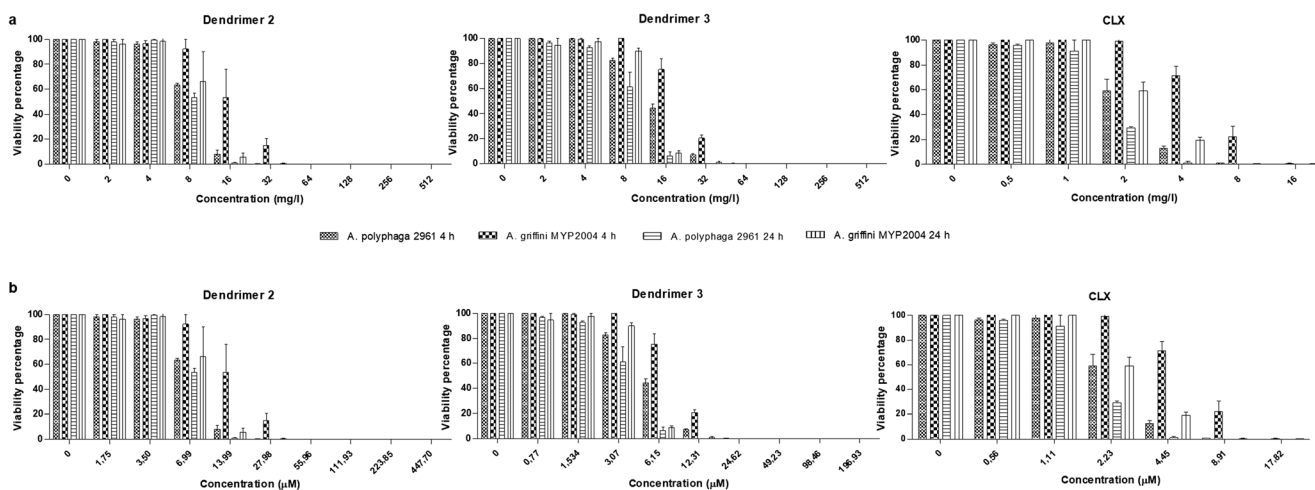 a
Dendrimer 2
Viability percentage
100
80
60
40
20
0
0 2 4 8 16 32 64 128 256 512
Concentration (mg/l)
Dendrimer 3
Viability percentage
100
80
60
40
20
0
0 2 4 8 16 32 64 128 256 512
Concentration (mg/l)
CLX
Viability percentage
100
80
60
40
20
0
0 0,5 1 2 4 8 16
Concentration (mg/l)
A. polyphaga 2961 4 h A. griffini MYP2004 4 h A. polyphaga 2961 24 h A. griffini MYP2004 24 h
b
Dendrimer 2
Viability percentage
100
80
60
40
20
0
0 1,75 3,50 6,99 13,99 27,98 55,96 111,93 223,85 447,70
Concentration (µM)
Dendrimer 3
Viability percentage
100
80
60
40
20
0
0 0,77 1,534 3,07 6,15 12,31 24,62 49,23 98,46 196,93
Concentration (µM)
CLX
Viability percentage
100
80
60
40
20
0
0 0,56 1,11 2,23 4,45 8,91 17,82
Concentration (µM)